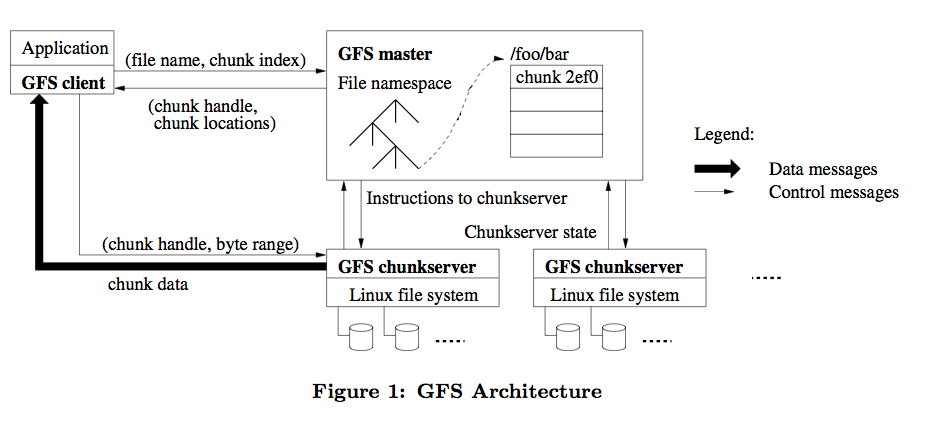 Application
GFS client
(file name, chunk index)
(chunk handle,
chunk locations)
GFS master
File namespace
/foo/bar
chunk 2ef0
Legend:
Data messages
Control messages
Instructions to chunkserver
Chunkserver state
(chunk handle, byte range)
chunk data
GFS chunkserver
Linux file system
GFS chunkserver
Linux file system
Figure 1: GFS Architecture